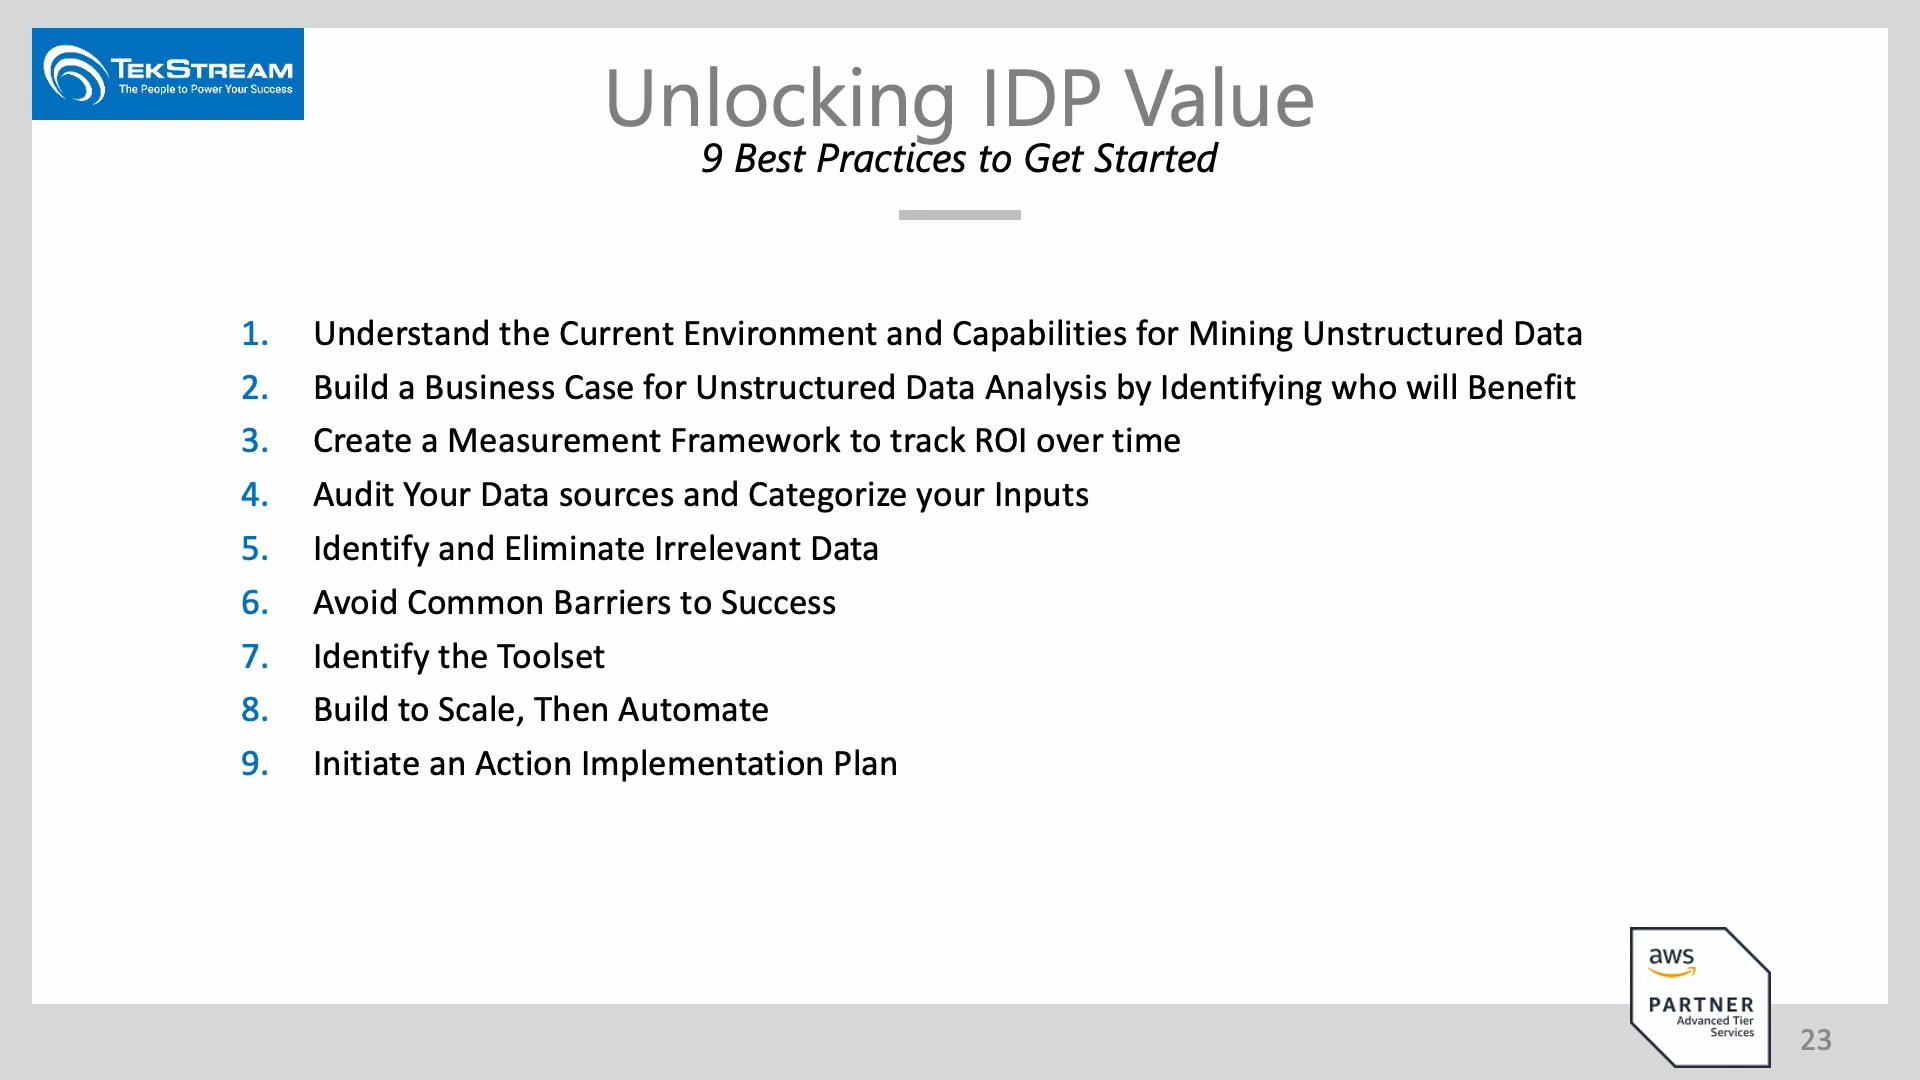 TEKSTREAM
The People to Power Your Success
Unlocking IDP Value
9 Best Practices to Get Started
1. Understand the Current Environment and Capabilities for Mining Unstructured Data
2. Build a Business Case for Unstructured Data Analysis by Identifying who will Benefit
3. Create a Measurement Framework to track ROI over time
4. Audit Your Data sources and Categorize your Inputs
5. Identify and Eliminate Irrelevant Data
6. Avoid Common Barriers to Success
7. Identify the Toolset
8. Build to Scale, Then Automate
9. Initiate an Action Implementation Plan
aws
PARTNER
Advanced Tier
Services
23